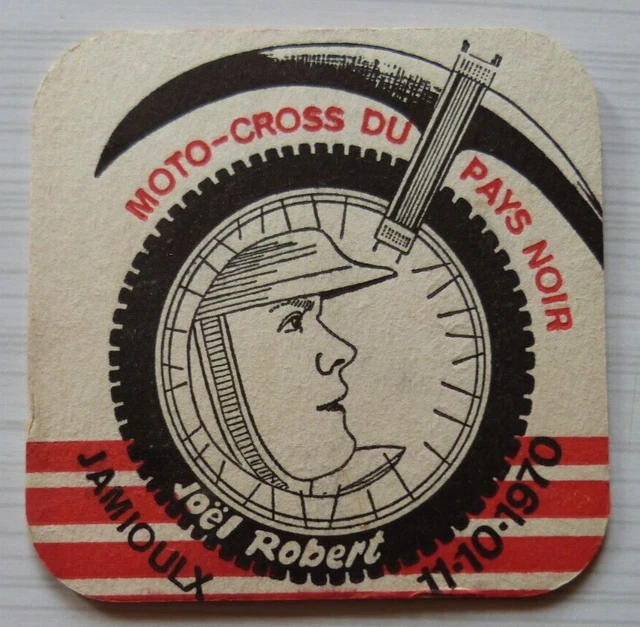 MOTO-CROSS DU PAYS NOIR
Joël Robert
JAMIOULX
11-10-1970